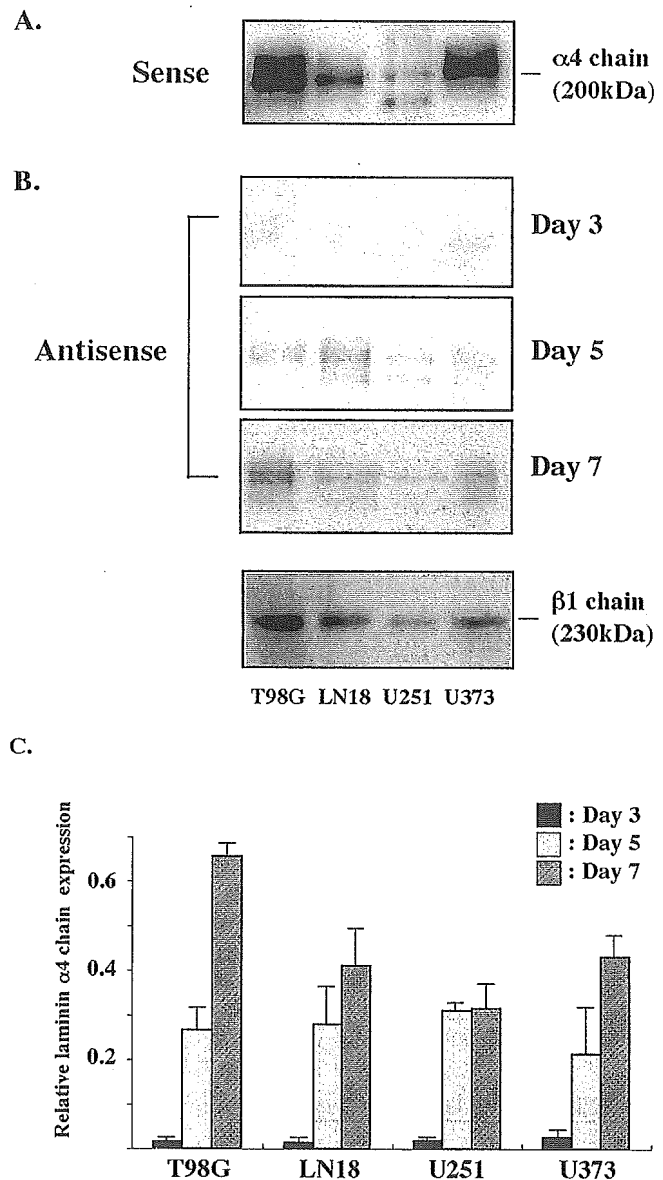 A.
Sense
α4 chain
(200kDa)
B.
Antisense
Day 3
Day 5
Day 7
β1 chain
(230kDa)
T98G LN18 U251 U373
C.
Relative laminin α4 chain expression
0.6
0.4
0.2
: Day 3
: Day 5
: Day 7
T98G LN18 U251 U373